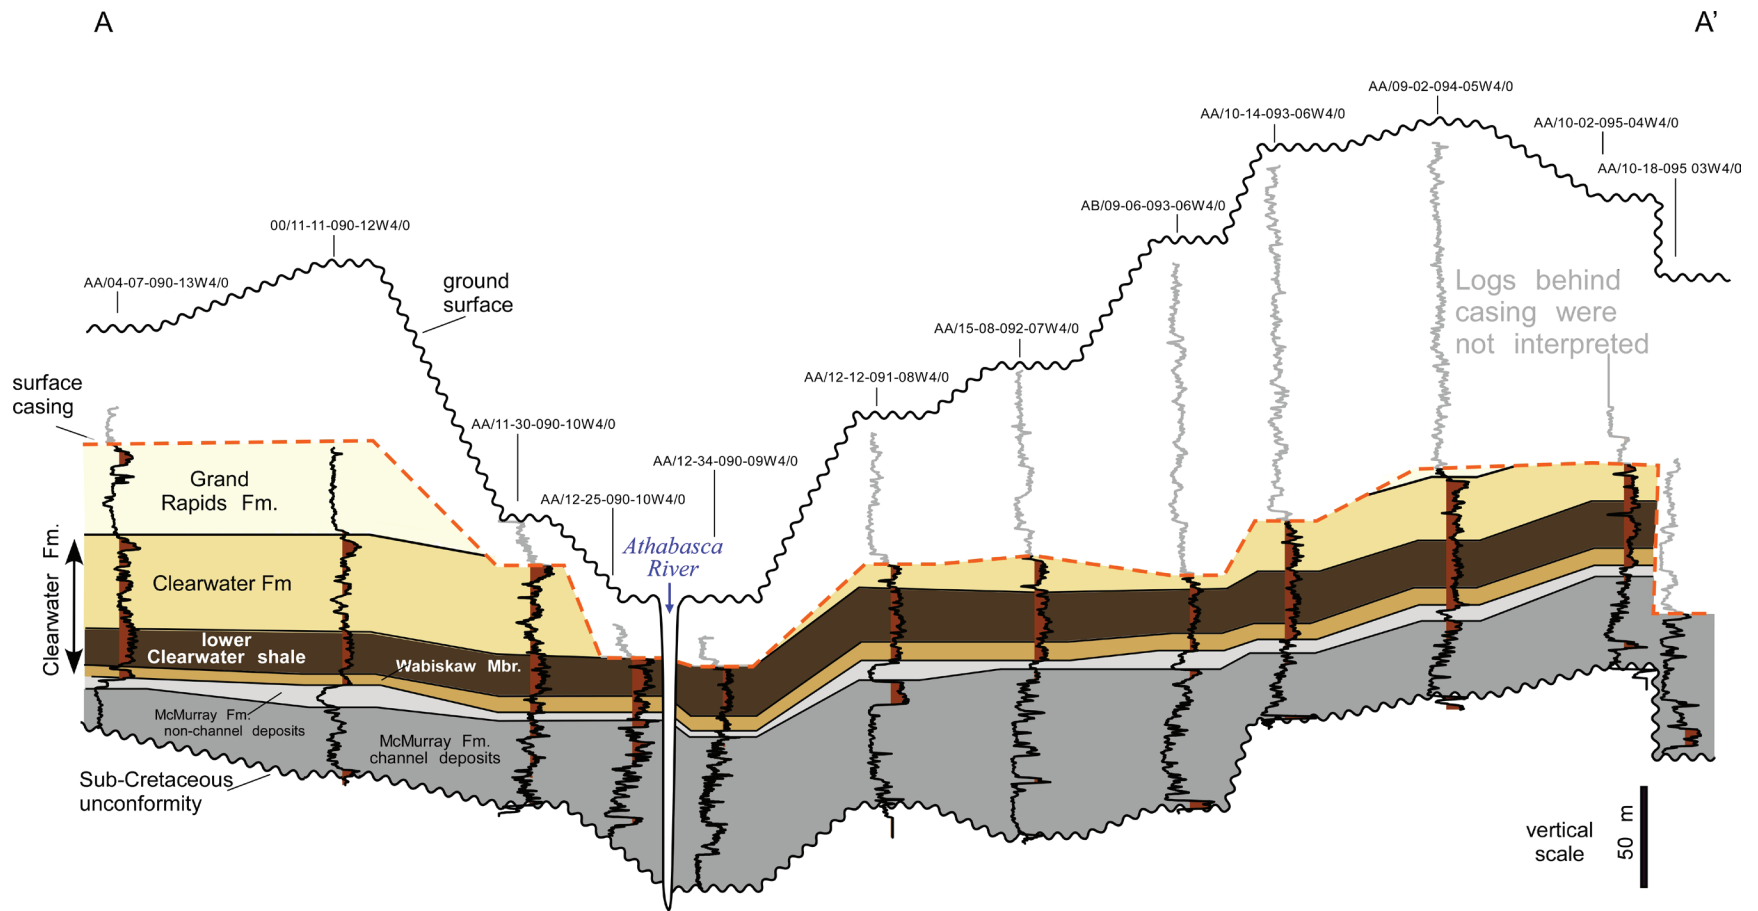 A
A'
AA/09-02-094-05W4/0
AA/10-14-093-06W4/0
AA/10-02-095-04W4/0
AA/10-18-095 03W4/0
AB/09-06-093-06W4/0
00/11-11-090-12W4/0
AA/04-07-090-13W4/0
ground
surface
Logs behind
casing were
not interpreted
AA/15-08-092-07W4/0
AA/12-12-091-08W4/0
surface
casing
AA/11-30-090-10W4/0
AA/12-34-090-09W4/0
AA/12-25-090-10W4/0
Grand
Rapids Fm.
Athabasca
River
Clearwater Fm.
Clearwater Fm
lower
Clearwater shale
Wabiskaw Mbr.
McMurray Fm.
non-channel deposits
McMurray Fm.
channel deposits
Sub-Cretaceous
unconformity
vertical
scale
50 m